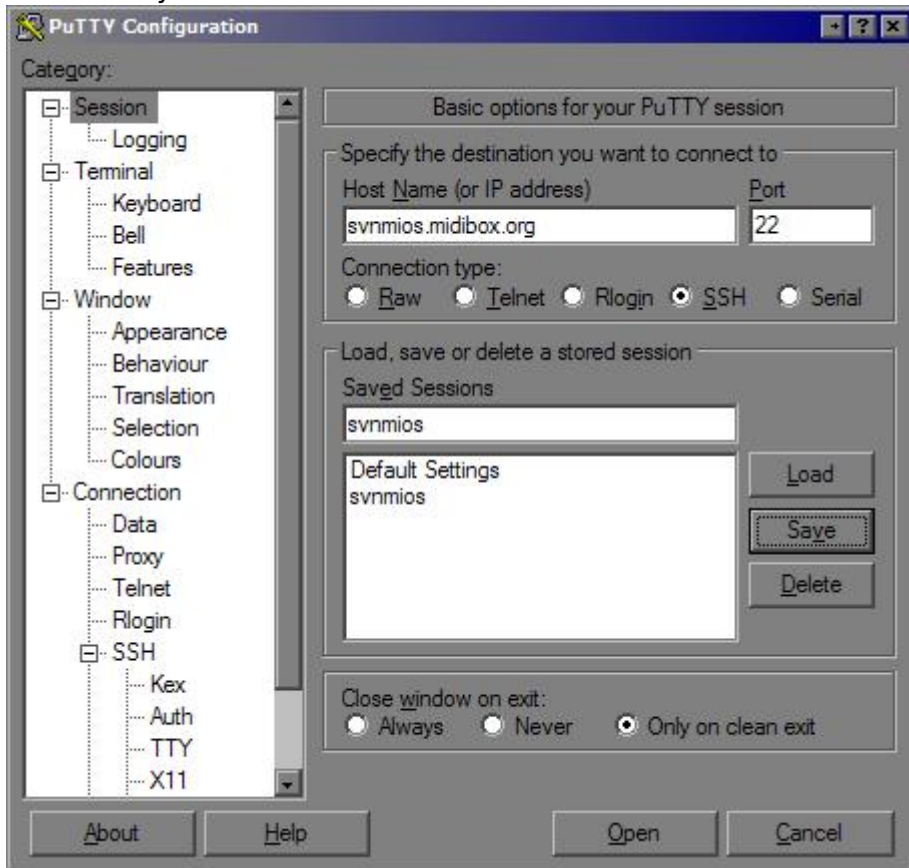 PuTTY Configuration
Category:
Session
Logging
Terminal
Keyboard
Bell
Features
Window
Appearance
Behaviour
Translation
Selection
Colours
Connection
Data
Proxy
Telnet
Rlogin
SSH
Kex
Auth
TTY
X11
Basic options for your PuTTY session
Specify the destination you want to connect to
Host Name (or IP address) Port
svnmios.midibox.org 22
Connection type:
Raw Telnet Rlogin SSH Serial
Load, save or delete a stored session
Saved Sessions
svnmios
Default Settings
svnmios
Load
Save
Delete
Close window on exit:
Always Never Only on clean exit
About Help Open Cancel